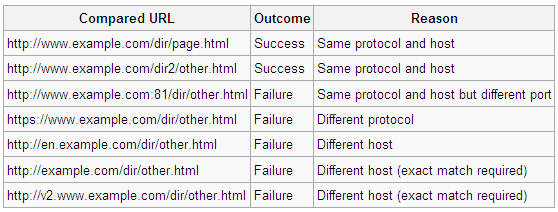 Compared URL Outcome Reason
http://www.example.com/dir/page.html Success Same protocol and host
http://www.example.com/dir2/other.html Success Same protocol and host
http://www.example.com:81/dir/other.html Failure Same protocol and host but different port
https://www.example.com/dir/other.html Failure Different protocol
http://en.example.com/dir/other.html Failure Different host
http://example.com/dir/other.html Failure Different host (exact match required)
http://v2.www.example.com/dir/other.html Failure Different host (exact match required)